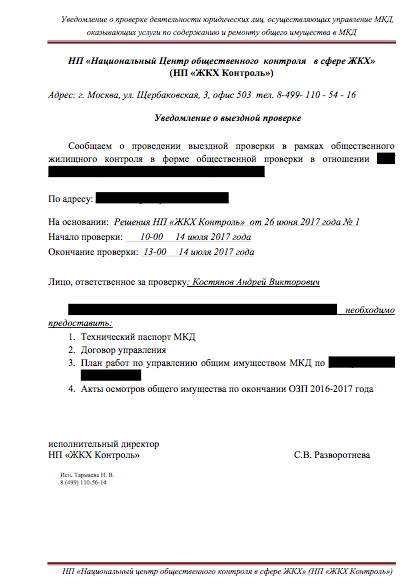 Уведомление о проверке деятельности юридических лиц, осуществляющих управление МКД,
оказывающих услуги по содержанию и ремонту общего имущества в МКД
НП «Национальный Центр общественного контроля в сфере ЖКХ»
(НП «ЖКХ Контроль»)
Адрес: г. Москва, ул. Щербаковская, 3, офис 503 тел. 8-499- 110 - 54 - 16
Уведомление о выездной проверке
Сообщаем о проведении выездной проверки в рамках общественного
жилищного контроля в форме общественной проверки в отношении
По адресу:
На основании: Решения НП «ЖКХ Контроль» от 26 июня 2017 года № 1
Начало проверки: 10-00 14 июля 2017 года
Окончание проверки: 13-00 14 июля 2017 года
Лицо, ответственное за проверку: Костянов Андрей Викторович
необходимо
предоставить:
1. Технический паспорт МКД
2. Договор управления
3. План работ по управлению общим имуществом МКД по
4. Акты осмотров общего имущества по окончании ОЗП 2016-2017 года
исполнительный директор
НП «ЖКХ Контроль» С.В. Разворотнева
Исп. Тармаева Н. В.
8 (499) 110-56-14
НП «Национальный центр общественного контроля в сфере ЖКХ» (НП «ЖКХ Контроль»)